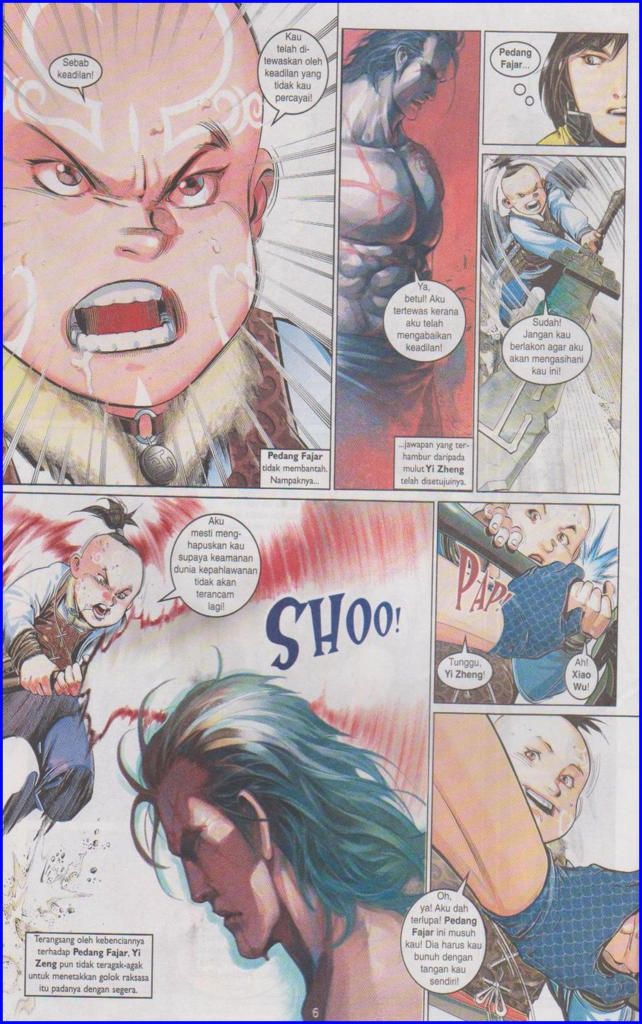 Sebab
keadilan!
Kau
telah di-
tewaskan oleh
keadilan yang
tidak kau
percayai!
Pedang Fajar
tidak membantah.
Nampaknya...
Ya,
betul! Aku
tertewas kerana
aku telah
mengabaikan
keadilan!
...jawapan yang ter-
hambur daripada
mulut Yi Zheng
telah disetujuinya.
Pedang
Fajar...
Sudah!
Jangan kau
berlakon agar aku
akan mengasihani
kau ini!
Aku
mesti meng-
hapuskan kau
supaya keamanan
dunia kepahlawanan
tidak akan
terancam
lagi!
SHOO!
Terangsang oleh kebenciannya
terhadap Pedang Fajar, Yi
Zeng pun tidak teragak-agak
untuk menetakkan golok raksasa
itu padanya dengan segera.
PAP!
Tunggu,
Yi Zheng!
Ah!
Xiao
Wu!
Oh,
ya! Aku dah
terlupa! Pedang
Fajar ini musuh
kau! Dia harus kau
bunuh dengan
tangan kau
sendiri!
6